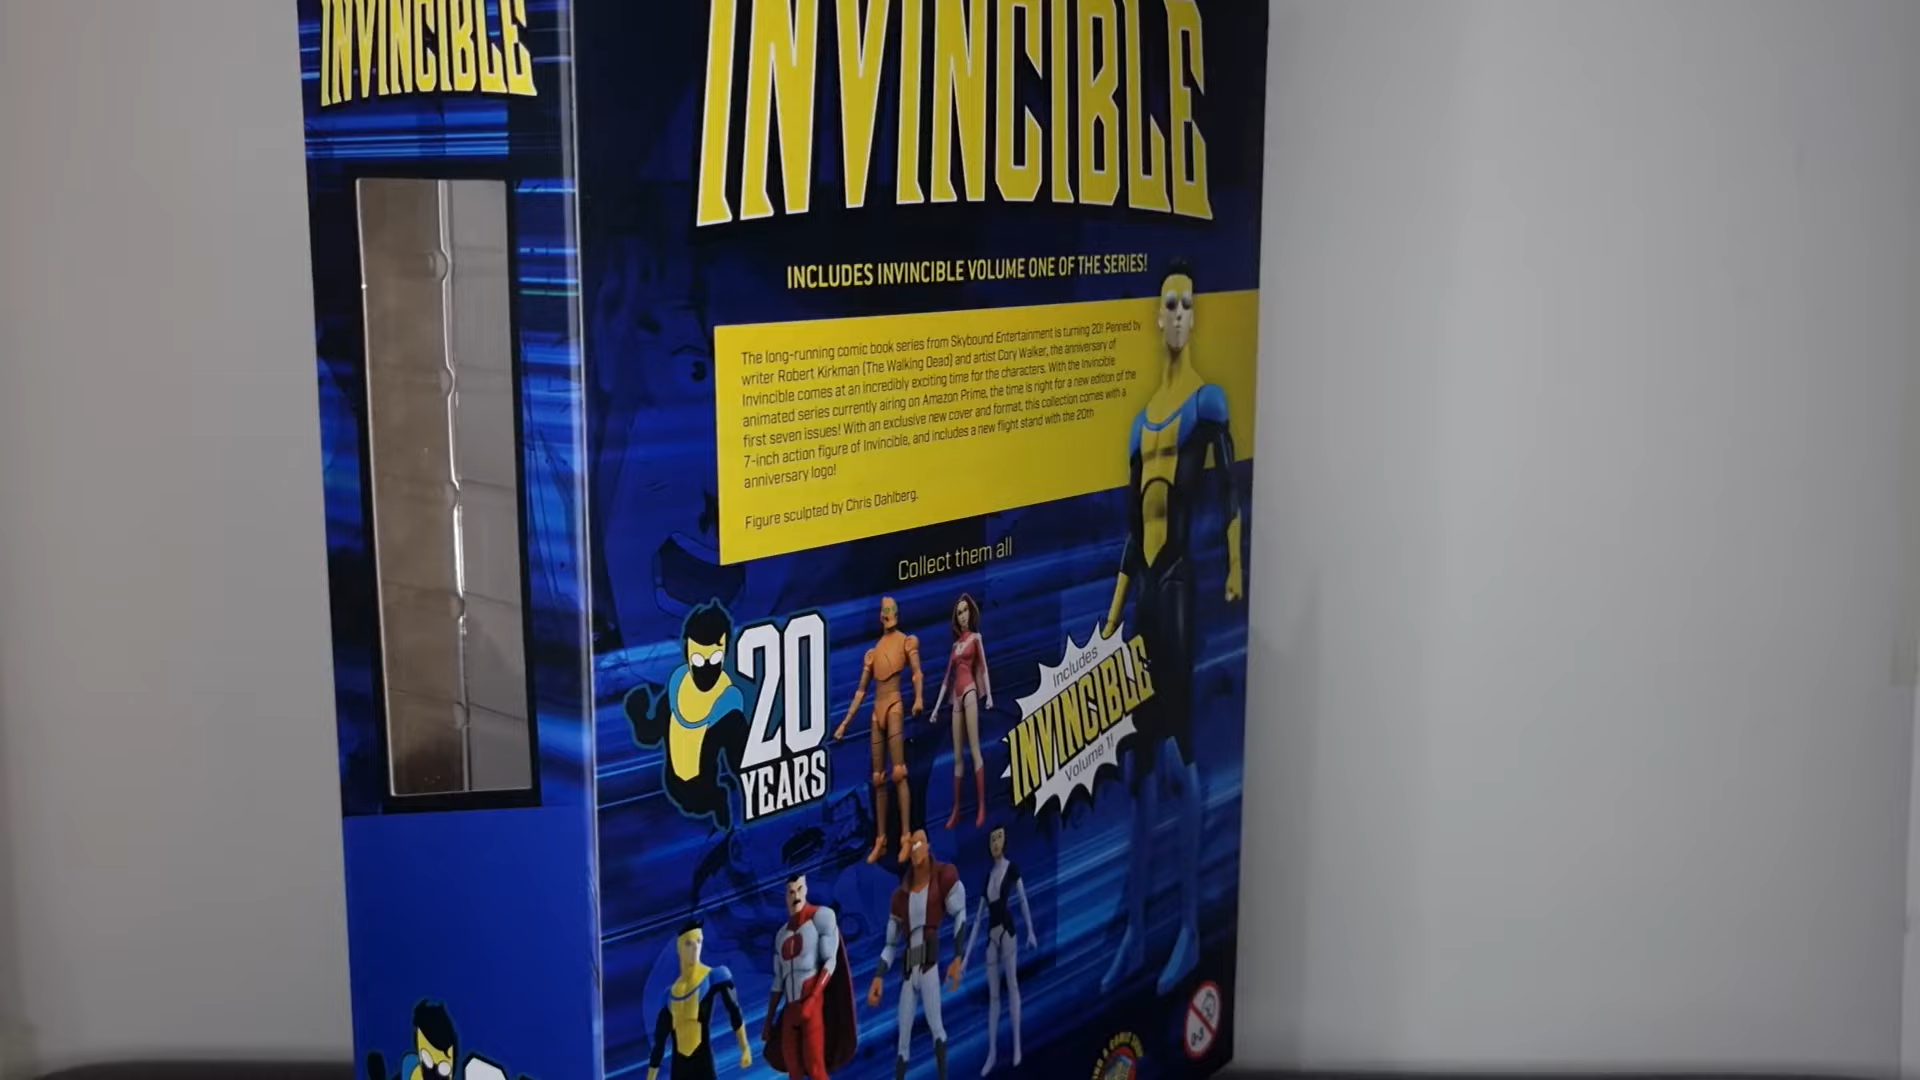 INVINCIBLE
INVINCIBLE
INCLUDES INVINCIBLE VOLUME ONE OF THE SERIES!
The long-running comic book series from Skybound Entertainment is turning 20! Penned by
writer Robert Kirkman (The Walking Dead) and artist Cory Walker, the anniversary of
Invincible comes at an incredibly exciting time for the characters. With the Invincible
animated series currently airing on Amazon Prime, the time is right for a new edition of the
first seven issues! With an exclusive new cover and format, this collection comes with a
7-inch action figure of Invincible, and includes a new flight stand with the 20th
anniversary logo!
Figure sculpted by Chris Dahlberg.
Collect them all
20
YEARS
Includes
INVINCIBLE
Volume 1!
0-3